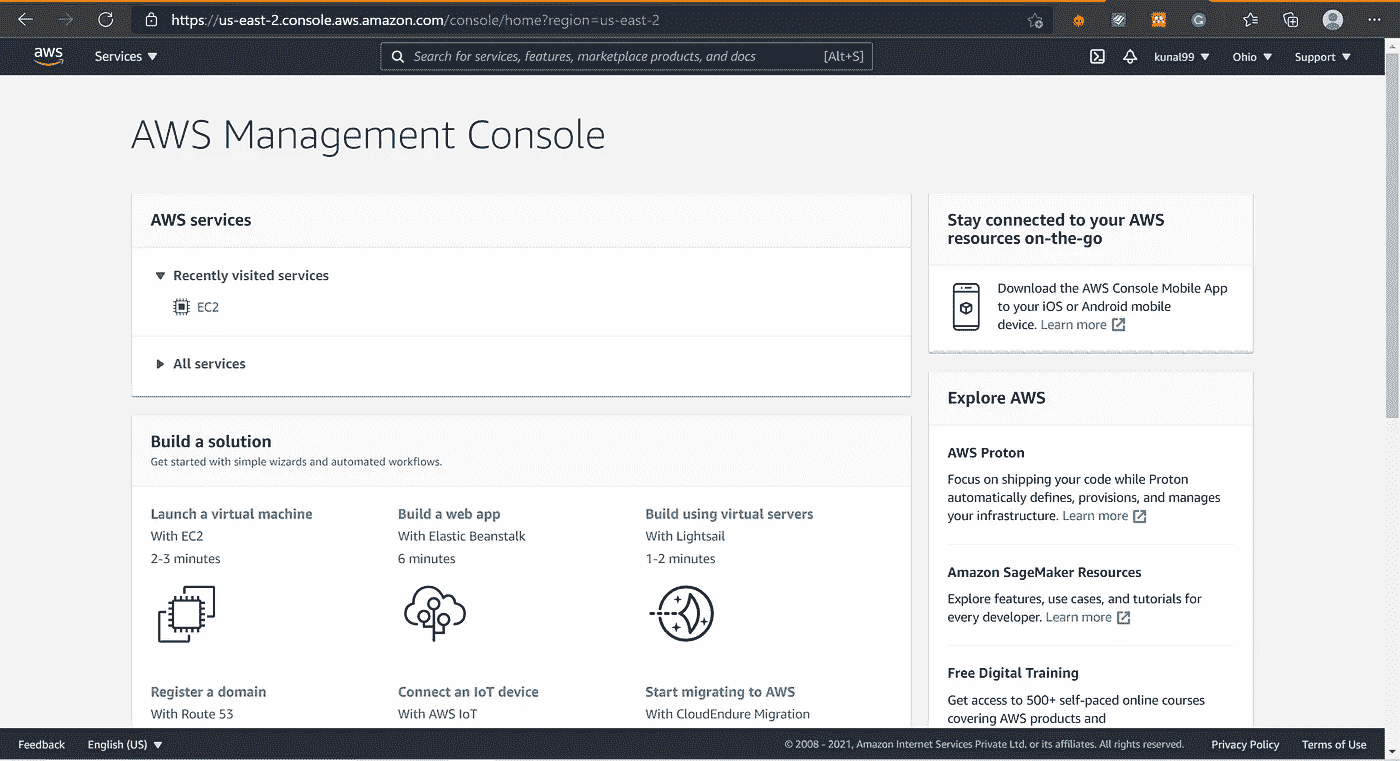 https://us-east-2.console.aws.amazon.com/console/home?region=us-east-2
aws
Services
Search for services, features, marketplace products, and docs
[Alt+S]
kunal99
Ohio
Support
AWS Management Console
AWS services
Recently visited services
EC2
All services
Build a solution
Get started with simple wizards and automated workflows.
Launch a virtual machine
With EC2
2-3 minutes
Build a web app
With Elastic Beanstalk
6 minutes
Build using virtual servers
With Lightsail
1-2 minutes
Register a domain
With Route 53
Connect an IoT device
With AWS IoT
Start migrating to AWS
With CloudEndure Migration
Stay connected to your AWS
resources on-the-go
Download the AWS Console Mobile App
to your iOS or Android mobile
device. Learn more
Explore AWS
AWS Proton
Focus on shipping your code while Proton
automatically defines, provisions, and manages
your infrastructure. Learn more
Amazon SageMaker Resources
Explore features, use cases, and tutorials for
every developer. Learn more
Free Digital Training
Get access to 500+ self-paced online courses
covering AWS products and
Feedback
English (US)
© 2008 - 2021, Amazon Internet Services Private Ltd. or its affiliates. All rights reserved.
Privacy Policy
Terms of Use